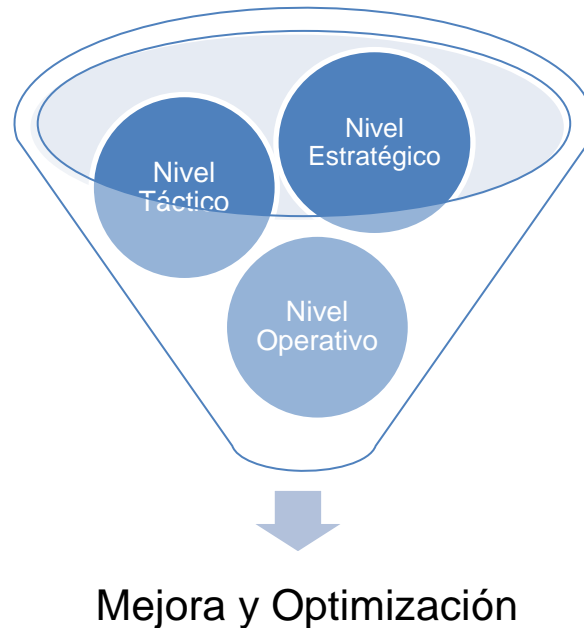 Nivel
Estratégico
Nivel
Táctico
Nivel
Operativo
Mejora y Optimización